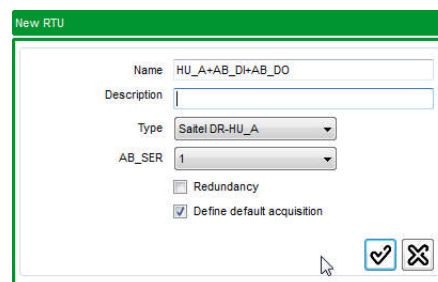 New RTU
Name HU_A+AB_DI+AB_DO
Description
Type Saitel DR-HU_A
AB_SER 1
Redundancy
Define default acquisition